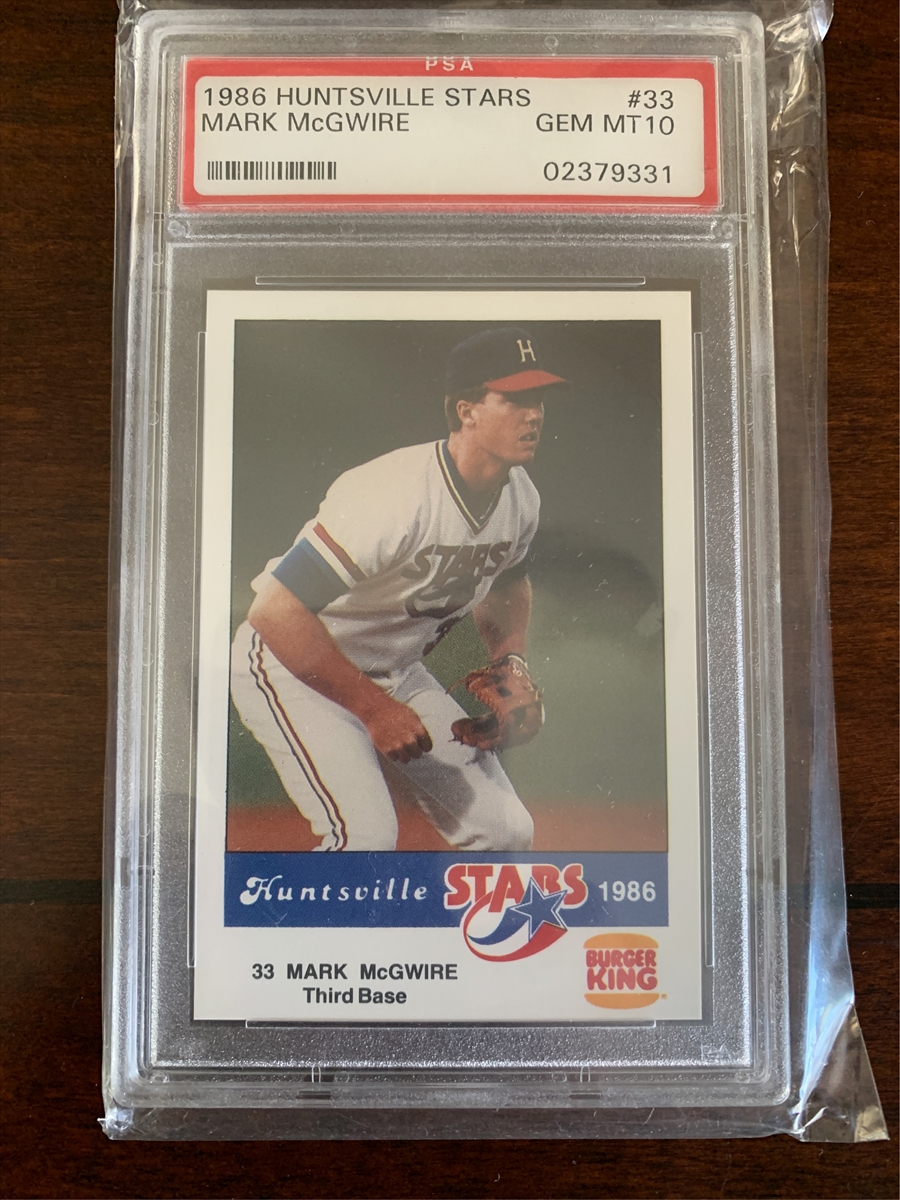 PSA
1986 HUNTSVILLE STARS #33
MARK McGWIRE GEM MT10
02379331
H
STARS
Huntsville STARS 1986
33 MARK McGWIRE
Third Base
BURGER
KING